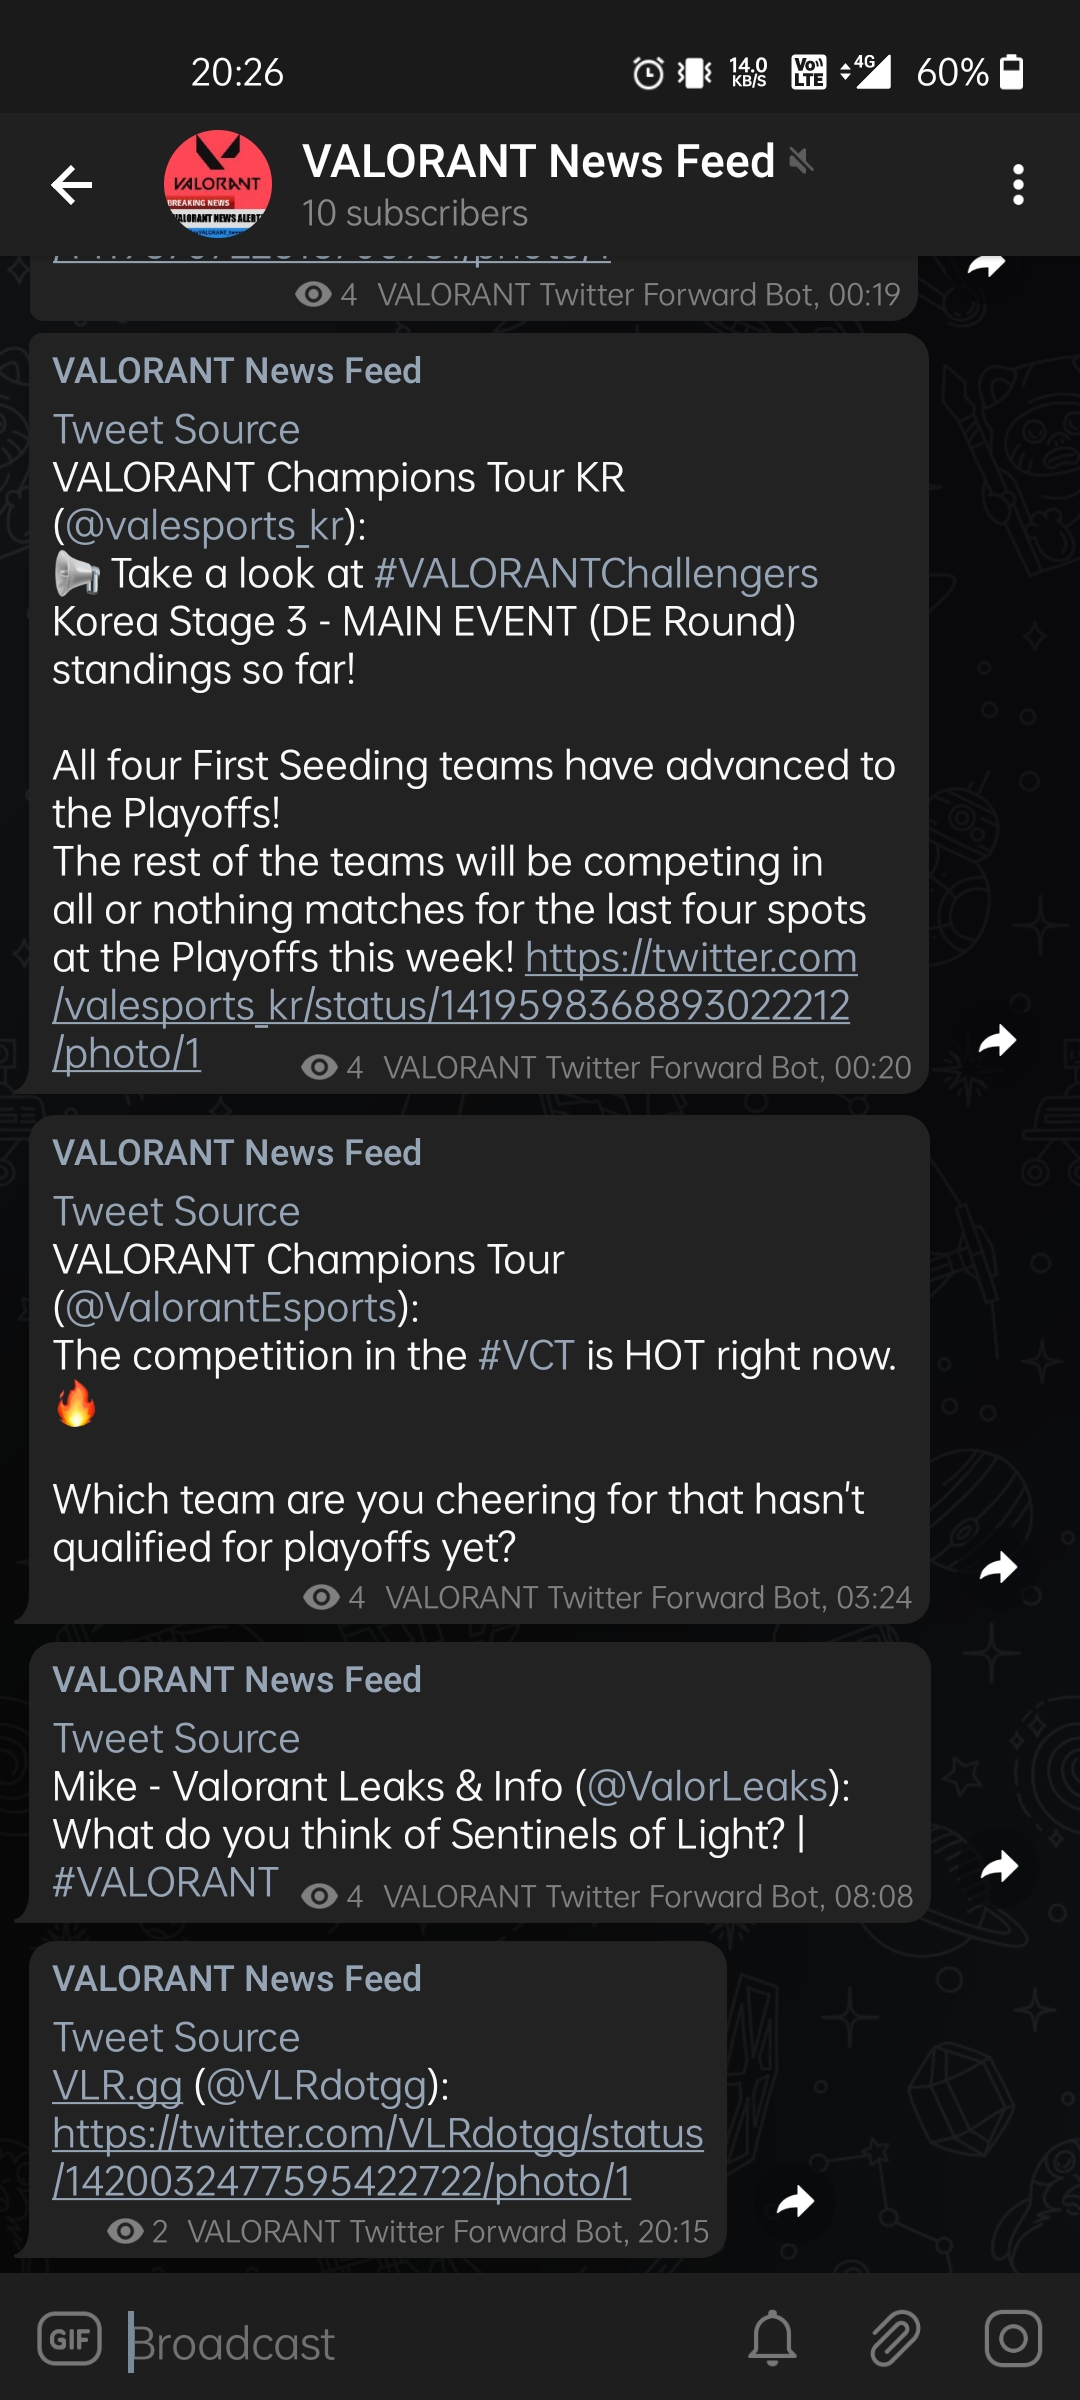 20:26
14.0
KB/S
Vo))
LTE
4G
60%
VALORANT
BREAKING NEWS
VALORANT NEWS ALERT
VALORANT News Feed
10 subscribers
4 VALORANT Twitter Forward Bot, 00:19
VALORANT News Feed
Tweet Source
VALORANT Champions Tour KR
(@valesports_kr):
📢 Take a look at #VALORANTChallengers
Korea Stage 3 - MAIN EVENT (DE Round)
standings so far!
All four First Seeding teams have advanced to
the Playoffs!
The rest of the teams will be competing in
all or nothing matches for the last four spots
at the Playoffs this week! https://twitter.com
/valesports_kr/status/1419598368893022212
/photo/1 4 VALORANT Twitter Forward Bot, 00:20
VALORANT News Feed
Tweet Source
VALORANT Champions Tour
(@ValorantEsports):
The competition in the #VCT is HOT right now.
🔥
Which team are you cheering for that hasn't
qualified for playoffs yet?
4 VALORANT Twitter Forward Bot, 03:24
VALORANT News Feed
Tweet Source
Mike - Valorant Leaks & Info (@ValorLeaks):
What do you think of Sentinels of Light? |
#VALORANT 4 VALORANT Twitter Forward Bot, 08:08
VALORANT News Feed
Tweet Source
VLR.gg (@VLRdotgg):
https://twitter.com/VLRdotgg/status
/1420032477595422722/photo/1
2 VALORANT Twitter Forward Bot, 20:15
GIF Broadcast